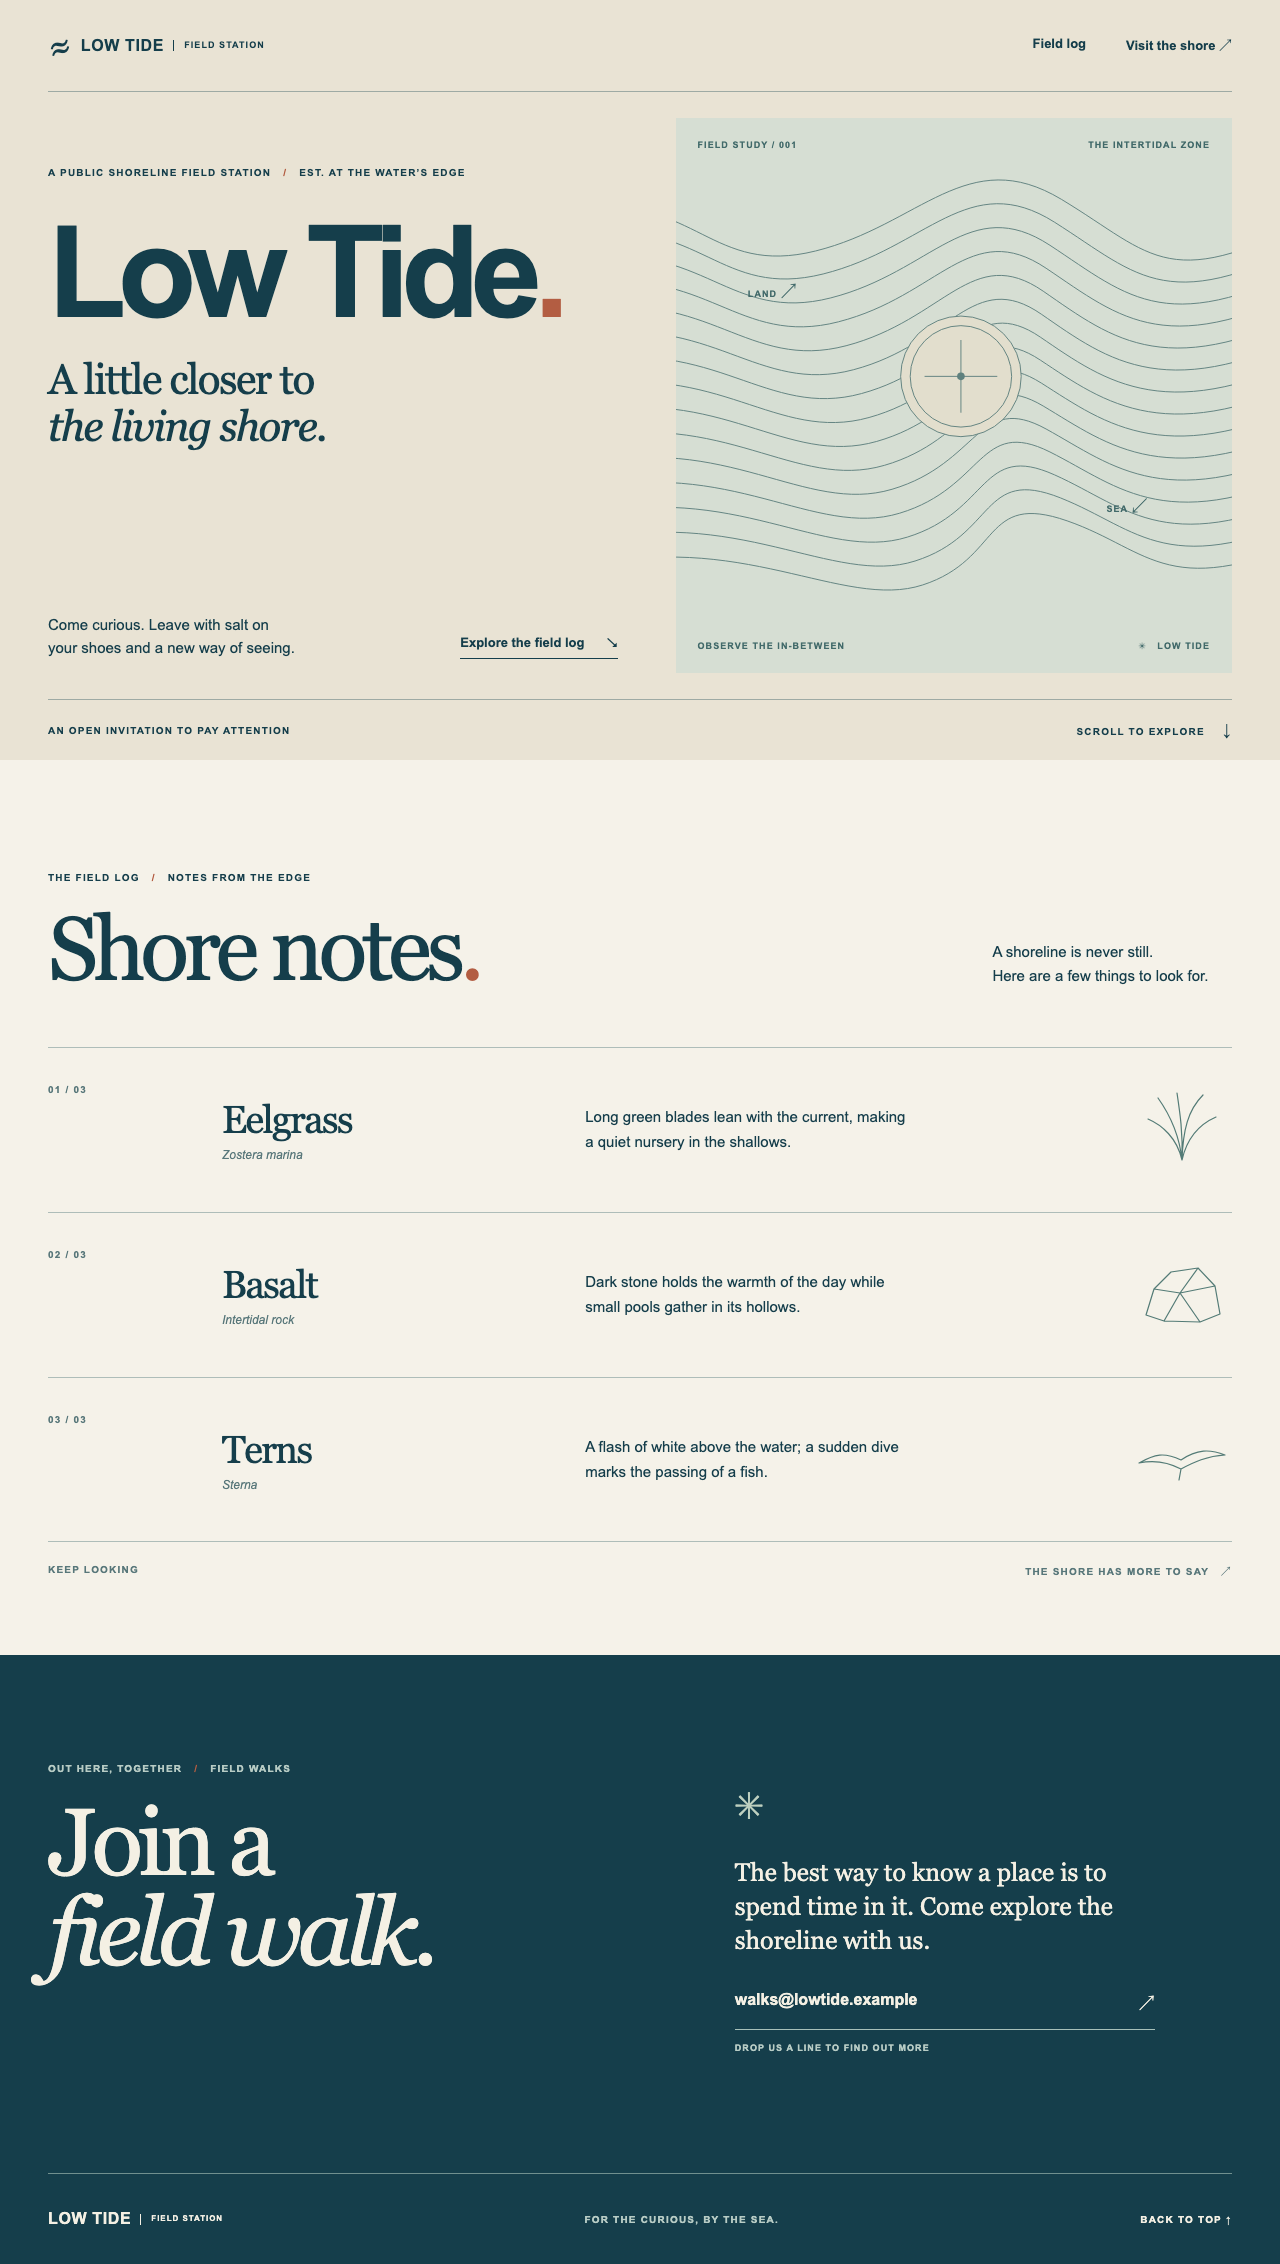 LOW TIDE | FIELD STATION
Field log
Visit the shore ↗
A PUBLIC SHORELINE FIELD STATION / EST. AT THE WATER'S EDGE
Low Tide.
A little closer to
the living shore.
Come curious. Leave with salt on
your shoes and a new way of seeing.
Explore the field log ↘
FIELD STUDY / 001
THE INTERTIDAL ZONE
LAND ↗
SEA ↙
OBSERVE THE IN-BETWEEN
✳ LOW TIDE
AN OPEN INVITATION TO PAY ATTENTION
SCROLL TO EXPLORE ↓
THE FIELD LOG / NOTES FROM THE EDGE
Shore notes.
A shoreline is never still.
Here are a few things to look for.
01 / 03
Eelgrass
Zostera marina
Long green blades lean with the current, making
a quiet nursery in the shallows.
02 / 03
Basalt
Intertidal rock
Dark stone holds the warmth of the day while
small pools gather in its hollows.
03 / 03
Terns
Sterna
A flash of white above the water; a sudden dive
marks the passing of a fish.
KEEP LOOKING
THE SHORE HAS MORE TO SAY ↗
OUT HERE, TOGETHER / FIELD WALKS
Join a
field walk.
✳
The best way to know a place is to
spend time in it. Come explore the
shoreline with us.
walks@lowtide.example ↗
DROP US A LINE TO FIND OUT MORE
LOW TIDE | FIELD STATION
FOR THE CURIOUS, BY THE SEA.
BACK TO TOP ↑